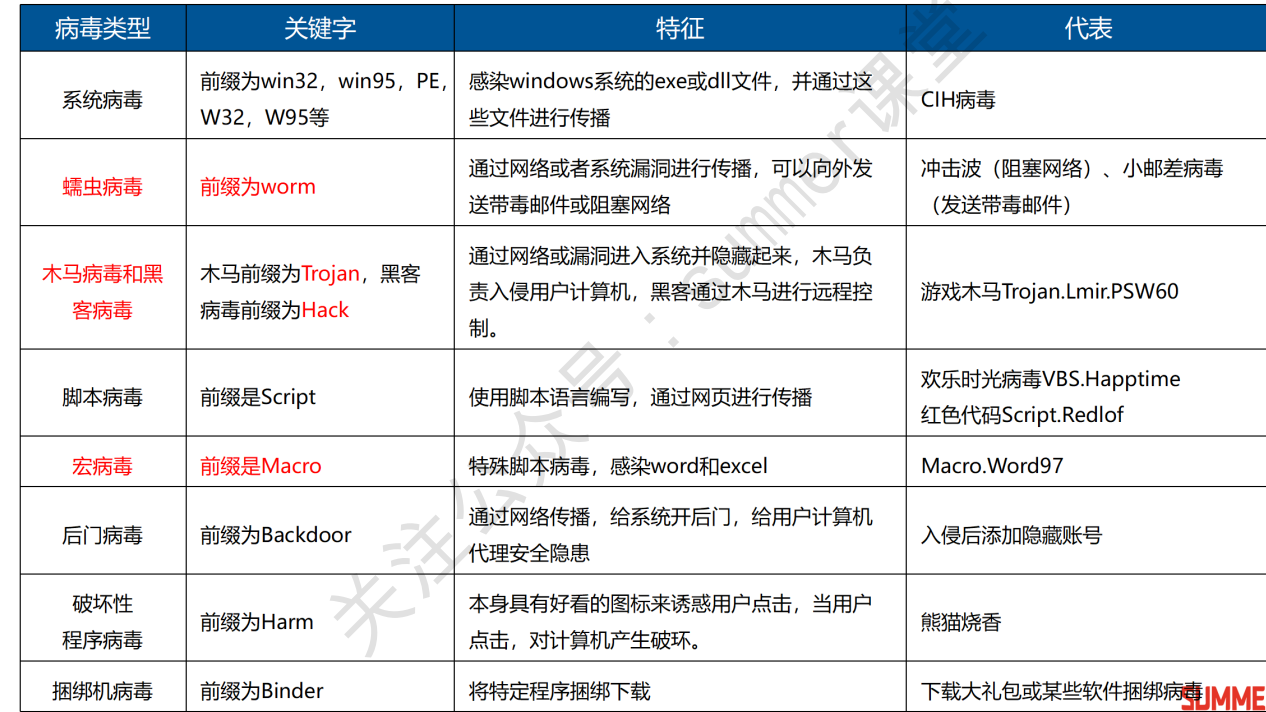 病毒类型 关键字 特征 代表
系统病毒
前缀为win32，win95，PE，
W32，W95等
感染windows系统的exe或dll文件，并通过这
些文件进行传播
CIH病毒
蠕虫病毒
前缀为worm
通过网络或者系统漏洞进行传播，可以向外发
送带毒邮件或阻塞网络
冲击波（阻塞网络）、小邮差病毒
（发送带毒邮件）
木马病毒和黑
客病毒
木马前缀为Trojan，黑客
病毒前缀为Hack
通过网络或漏洞进入系统并隐藏起来，木马负
责入侵用户计算机，黑客通过木马进行远程控
制。
游戏木马Trojan.Lmir.PSW60
脚本病毒
前缀是Script
使用脚本语言编写，通过网页进行传播
欢乐时光病毒VBS.Happtime
红色代码Script.Redlof
宏病毒
前缀是Macro
特殊脚本病毒，感染word和excel
Macro.Word97
后门病毒
前缀为Backdoor
通过网络传播，给系统开后门，给用户计算机
代理安全隐患
入侵后添加隐藏账号
破坏性
程序病毒
前缀为Harm
本身具有好看的图标来诱惑用户点击，当用户
点击，对计算机产生破环。
熊猫烧香
捆绑机病毒
前缀为Binder
将特定程序捆绑下载
下载大礼包或某些软件捆绑病毒
关注公众号：summer课堂
SUMME